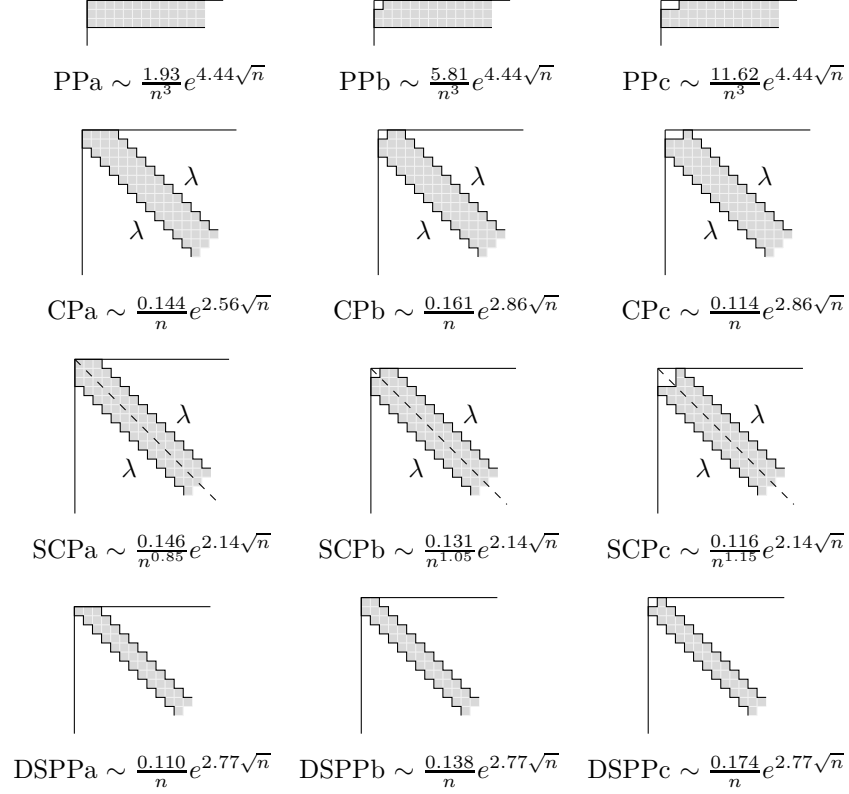 PPa ∼ 1.93/n^3 e^{4.44√n} PPb ∼ 5.81/n^3 e^{4.44√n} PPc ∼ 11.62/n^3 e^{4.44√n}
λ λ λ
λ λ λ
CPa ∼ 0.144/n e^{2.56√n} CPb ∼ 0.161/n e^{2.86√n} CPc ∼ 0.114/n e^{2.86√n}
λ λ λ
λ λ λ
SCPa ∼ 0.146/n^{0.85} e^{2.14√n} SCPb ∼ 0.131/n^{1.05} e^{2.14√n} SCPc ∼ 0.116/n^{1.15} e^{2.14√n}
DSPPa ∼ 0.110/n e^{2.77√n} DSPPb ∼ 0.138/n e^{2.77√n} DSPPc ∼ 0.174/n e^{2.77√n}